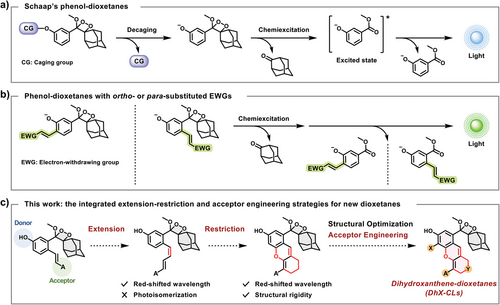 a) Schaap's phenol-dioxetanes
CG O O-O O
Decaging
CG
⁻O O O-O
Chemiexcitation
O
⁻O O O *
Excited state
⁻O O O
Light
CG: Caging group
b) Phenol-dioxetanes with ortho- or para-substituted EWGs
⁻O O O-O
EWG
or
⁻O O O-O
EWG
Chemiexcitation
O
⁻O O O
EWG
⁻O O O
EWG
Light
EWG: Electron-withdrawing group
c) This work: the integrated extension-restriction and acceptor engineering strategies for new dioxetanes
Donor
HO O O-O
A
Acceptor
Extension
HO O O-O
A
✓ Red-shifted wavelength
X Photoisomerization
Restriction
HO O O-O
O
A
✓ Red-shifted wavelength
✓ Structural rigidity
Structural Optimization
Acceptor Engineering
HO O O-O
X O
A Y
Dihydroxanthene-dioxetanes
(DhX-CLs)